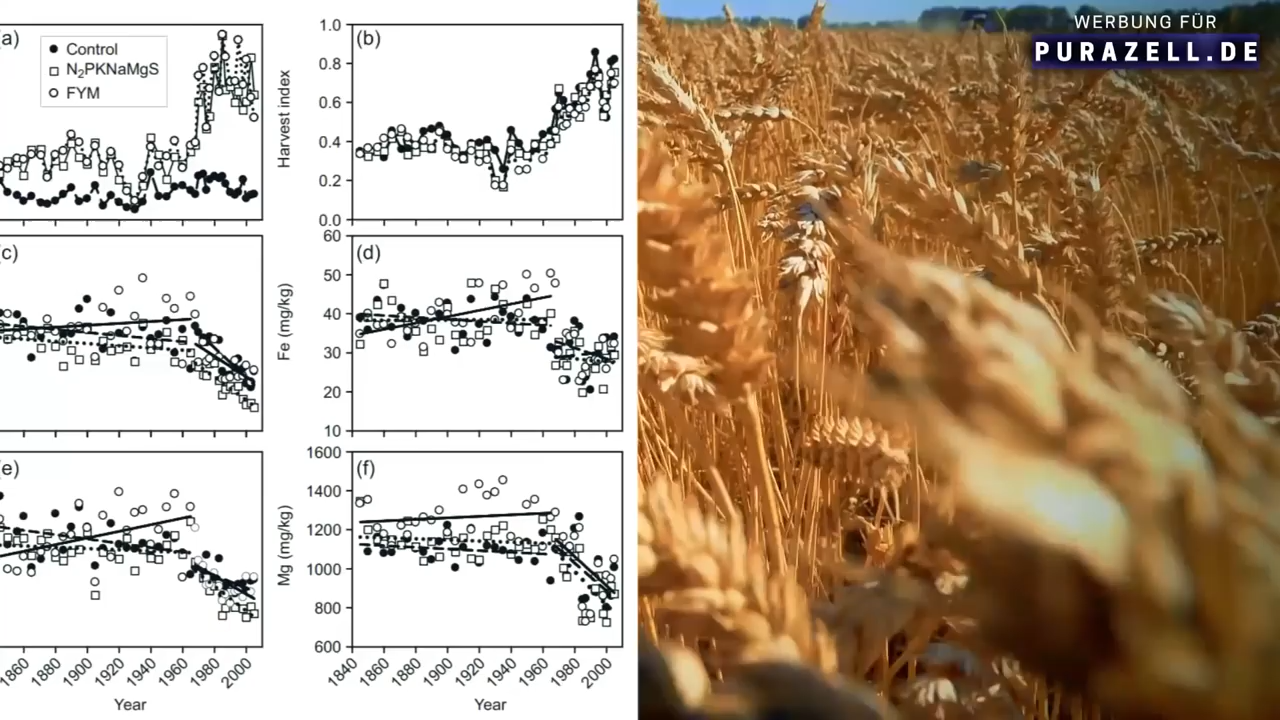 WERBUNG FÜR
PURAZELL.DE
(a)
Control
N₂PKNaMgS
FYM
(b)
Harvest index
1.0
0.8
0.6
0.4
0.2
0.0
(c)
(d)
Fe (mg/kg)
60
50
40
30
20
10
(e)
1860 1880 1900 1920 1940 1960 1980 2000
Year
(f)
Mg (mg/kg)
1600
1400
1200
1000
800
600
1840 1860 1880 1900 1920 1940 1960 1980 2000
Year